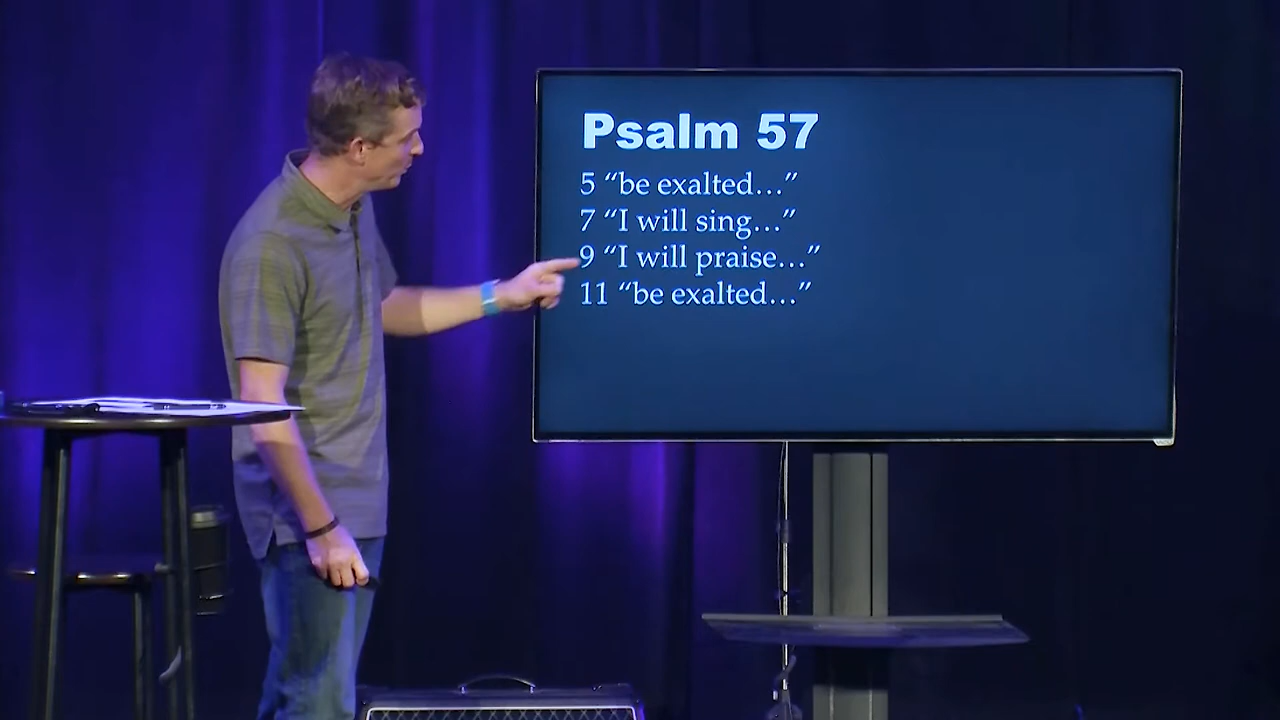 Psalm 57
5 “be exalted…”
7 “I will sing…”
9 “I will praise…”
11 “be exalted…”